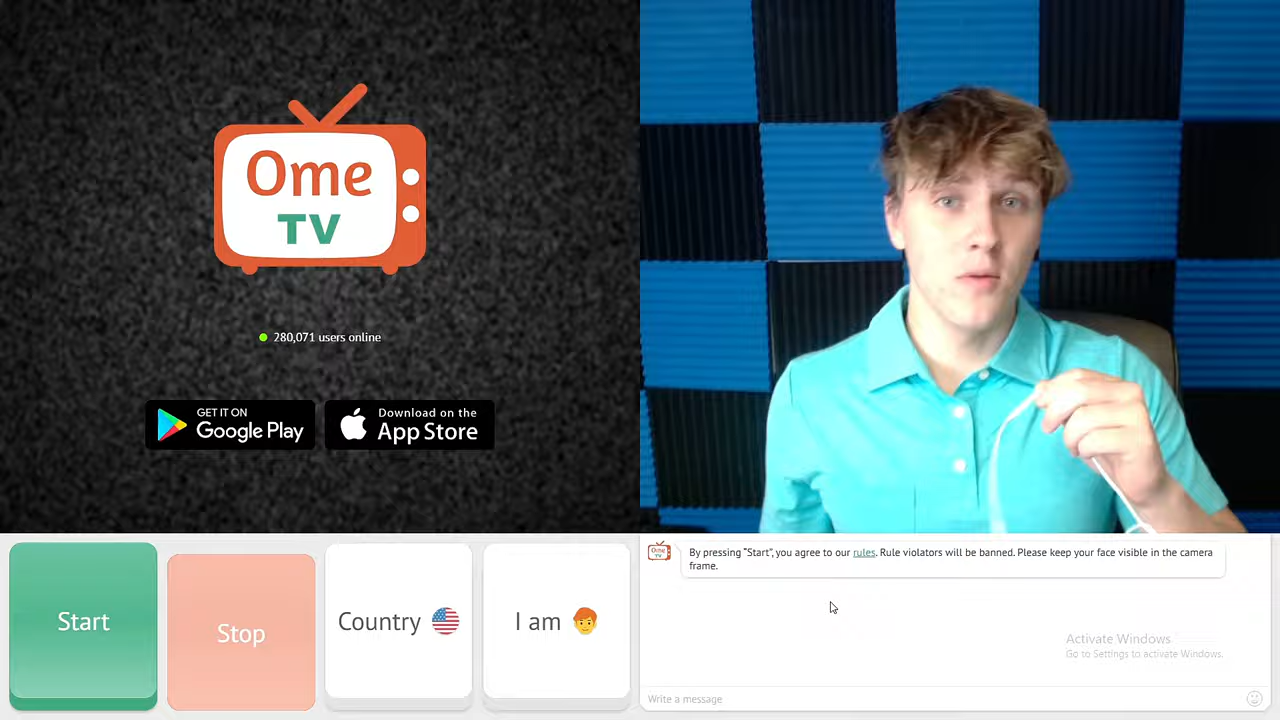 Ome
TV
280,071 users online
GET IT ON
Google Play
Download on the
App Store
Start
Stop
Country
I am
Ome
TV
By pressing "Start", you agree to our rules. Rule violators will be banned. Please keep your face visible in the camera
frame.
Activate Windows
Go to Settings to activate Windows.
Write a message